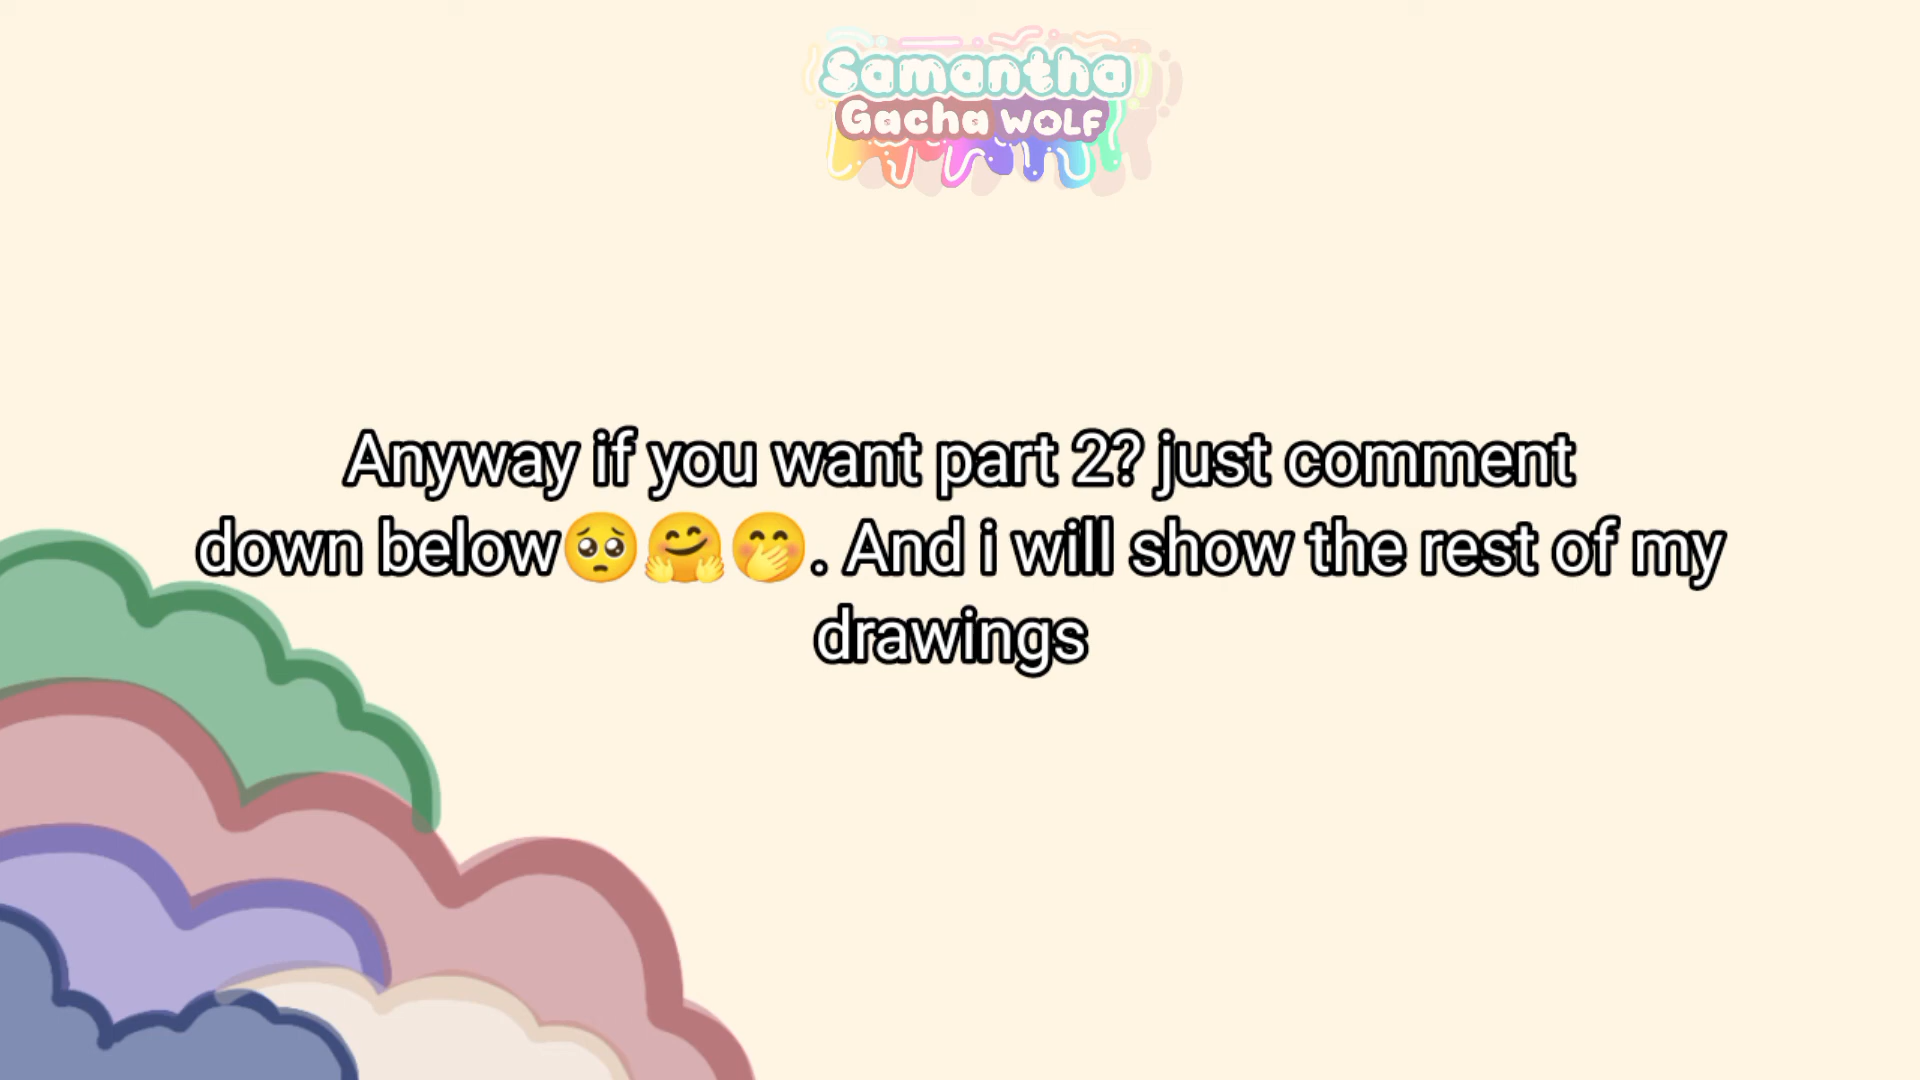 Samantha
Gacha WOLF
Anyway if you want part 2? just comment
down below🥺🤗🤭. And i will show the rest of my
drawings